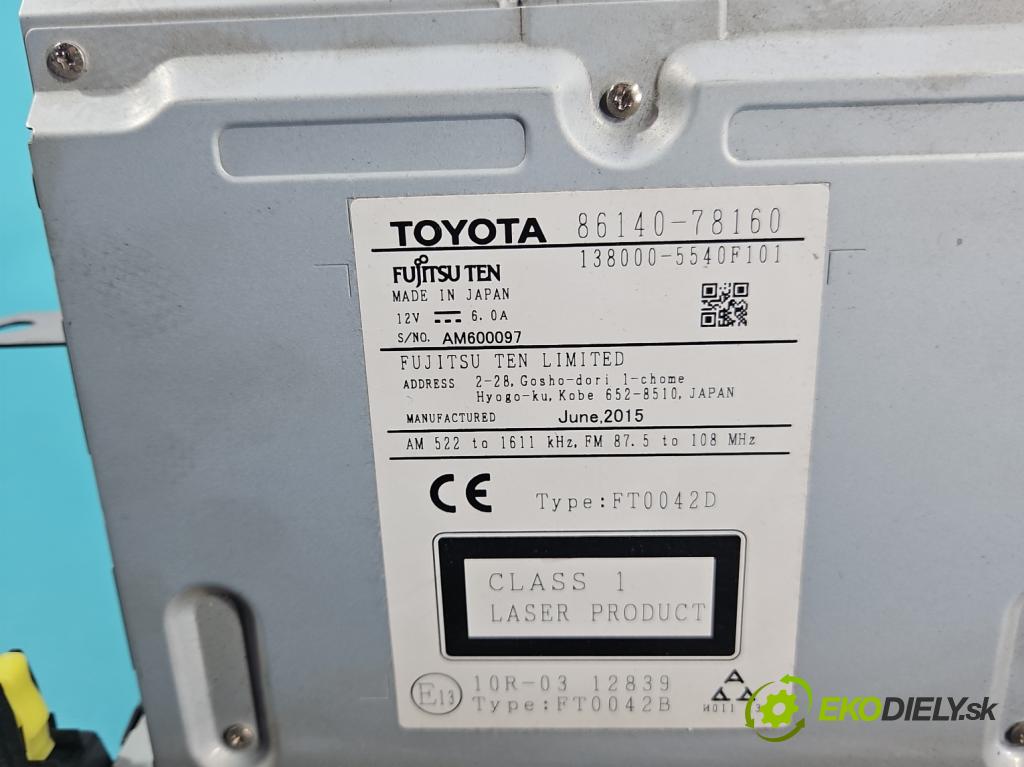 TOYOTA 86140-78160
FUJITSU TEN 138000-5540F101
MADE IN JAPAN
12V 6.0A
S/NO. AM600097
FUJITSU TEN LIMITED
ADDRESS 2-28, Gosho-dori 1-chome
Hyogo-ku, Kobe 652-8510, JAPAN
MANUFACTURED June,2015
AM 522 to 1611 kHz, FM 87.5 to 108 MHz
CE Type:FT0042D
CLASS 1
LASER PRODUCT
E13 10R-03 12839
Type:FT0042B
EKODIELY.sk